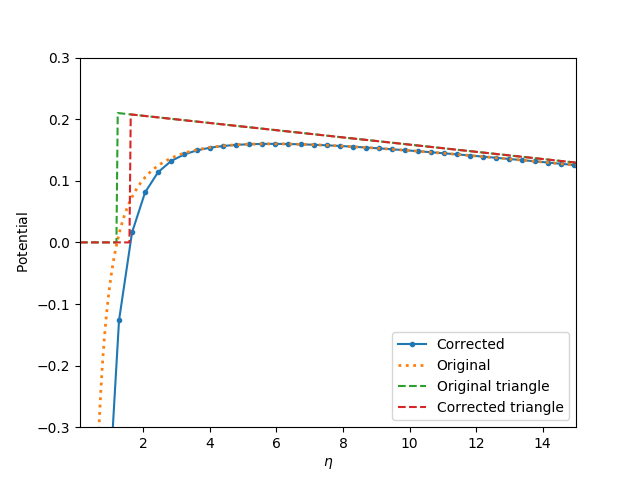 0.3
0.2
0.1
0.0
−0.1
−0.2
−0.3
Potential
2 4 6 8 10 12 14
η
Corrected
Original
Original triangle
Corrected triangle